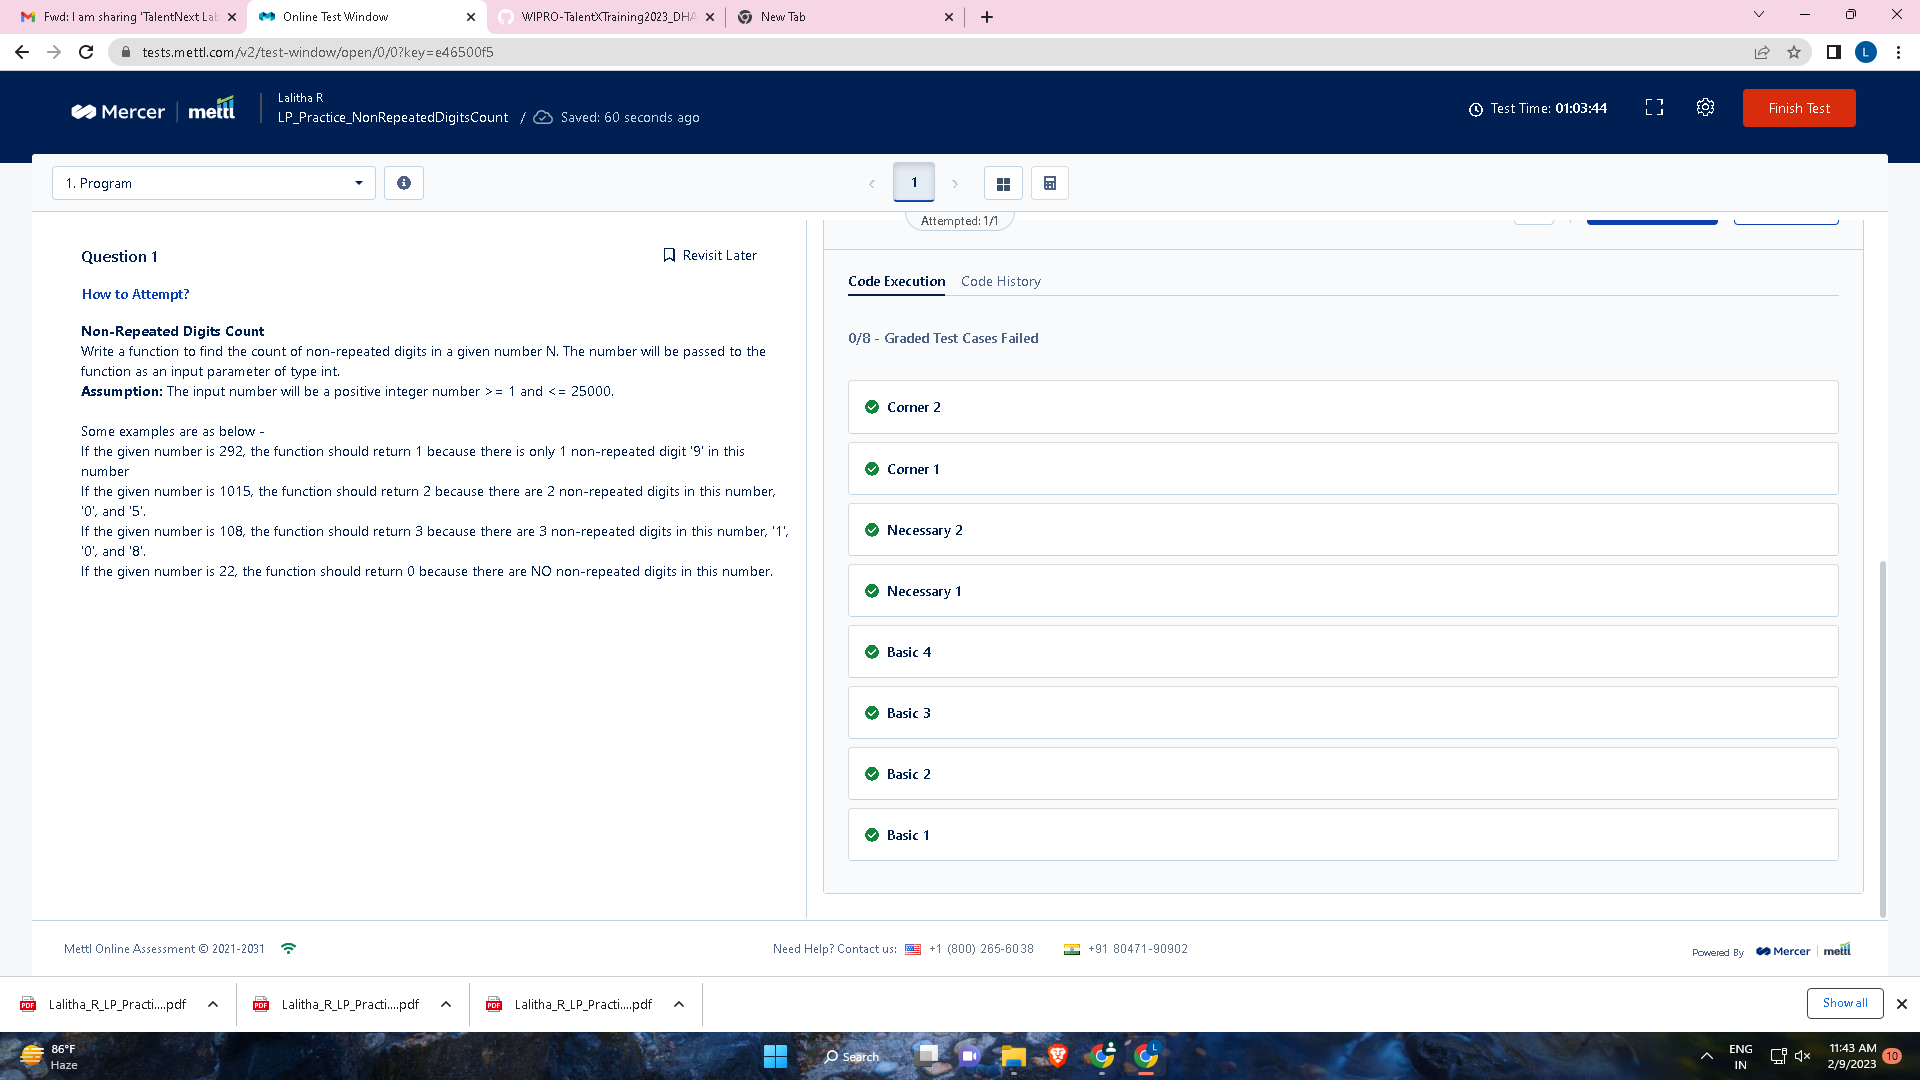 Fwd: I am sharing 'TalentNext Lab
Online Test Window
WIPRO-TalentXTraining2023_DHA
New Tab
tests.mettl.com/v2/test-window/open/0/0?key=e46500f5
L
Mercer
mettl
Lalitha R
LP_Practice_NonRepeatedDigitsCount / Saved: 60 seconds ago
Test Time: 01:03:44
Finish Test
1. Program
1
Attempted: 1/1
Question 1
Revisit Later
How to Attempt?
Non-Repeated Digits Count
Write a function to find the count of non-repeated digits in a given number N. The number will be passed to the
function as an input parameter of type int.
Assumption: The input number will be a positive integer number >= 1 and <= 25000.
Some examples are as below -
If the given number is 292, the function should return 1 because there is only 1 non-repeated digit '9' in this
number
If the given number is 1015, the function should return 2 because there are 2 non-repeated digits in this number,
'0', and '5'.
If the given number is 108, the function should return 3 because there are 3 non-repeated digits in this number, '1',
'0', and '8'.
If the given number is 22, the function should return 0 because there are NO non-repeated digits in this number.
Code Execution
Code History
0/8 - Graded Test Cases Failed
Corner 2
Corner 1
Necessary 2
Necessary 1
Basic 4
Basic 3
Basic 2
Basic 1
Mettl Online Assessment © 2021-2031
Need Help? Contact us: +1 (800) 265-6038 +91 80471-90902
Powered By Mercer mettl
Lalitha_R_LP_Practi....pdf
Lalitha_R_LP_Practi....pdf
Lalitha_R_LP_Practi....pdf
Show all
86°F
Haze
Search
ENG
IN
11:43 AM
2/9/2023
10